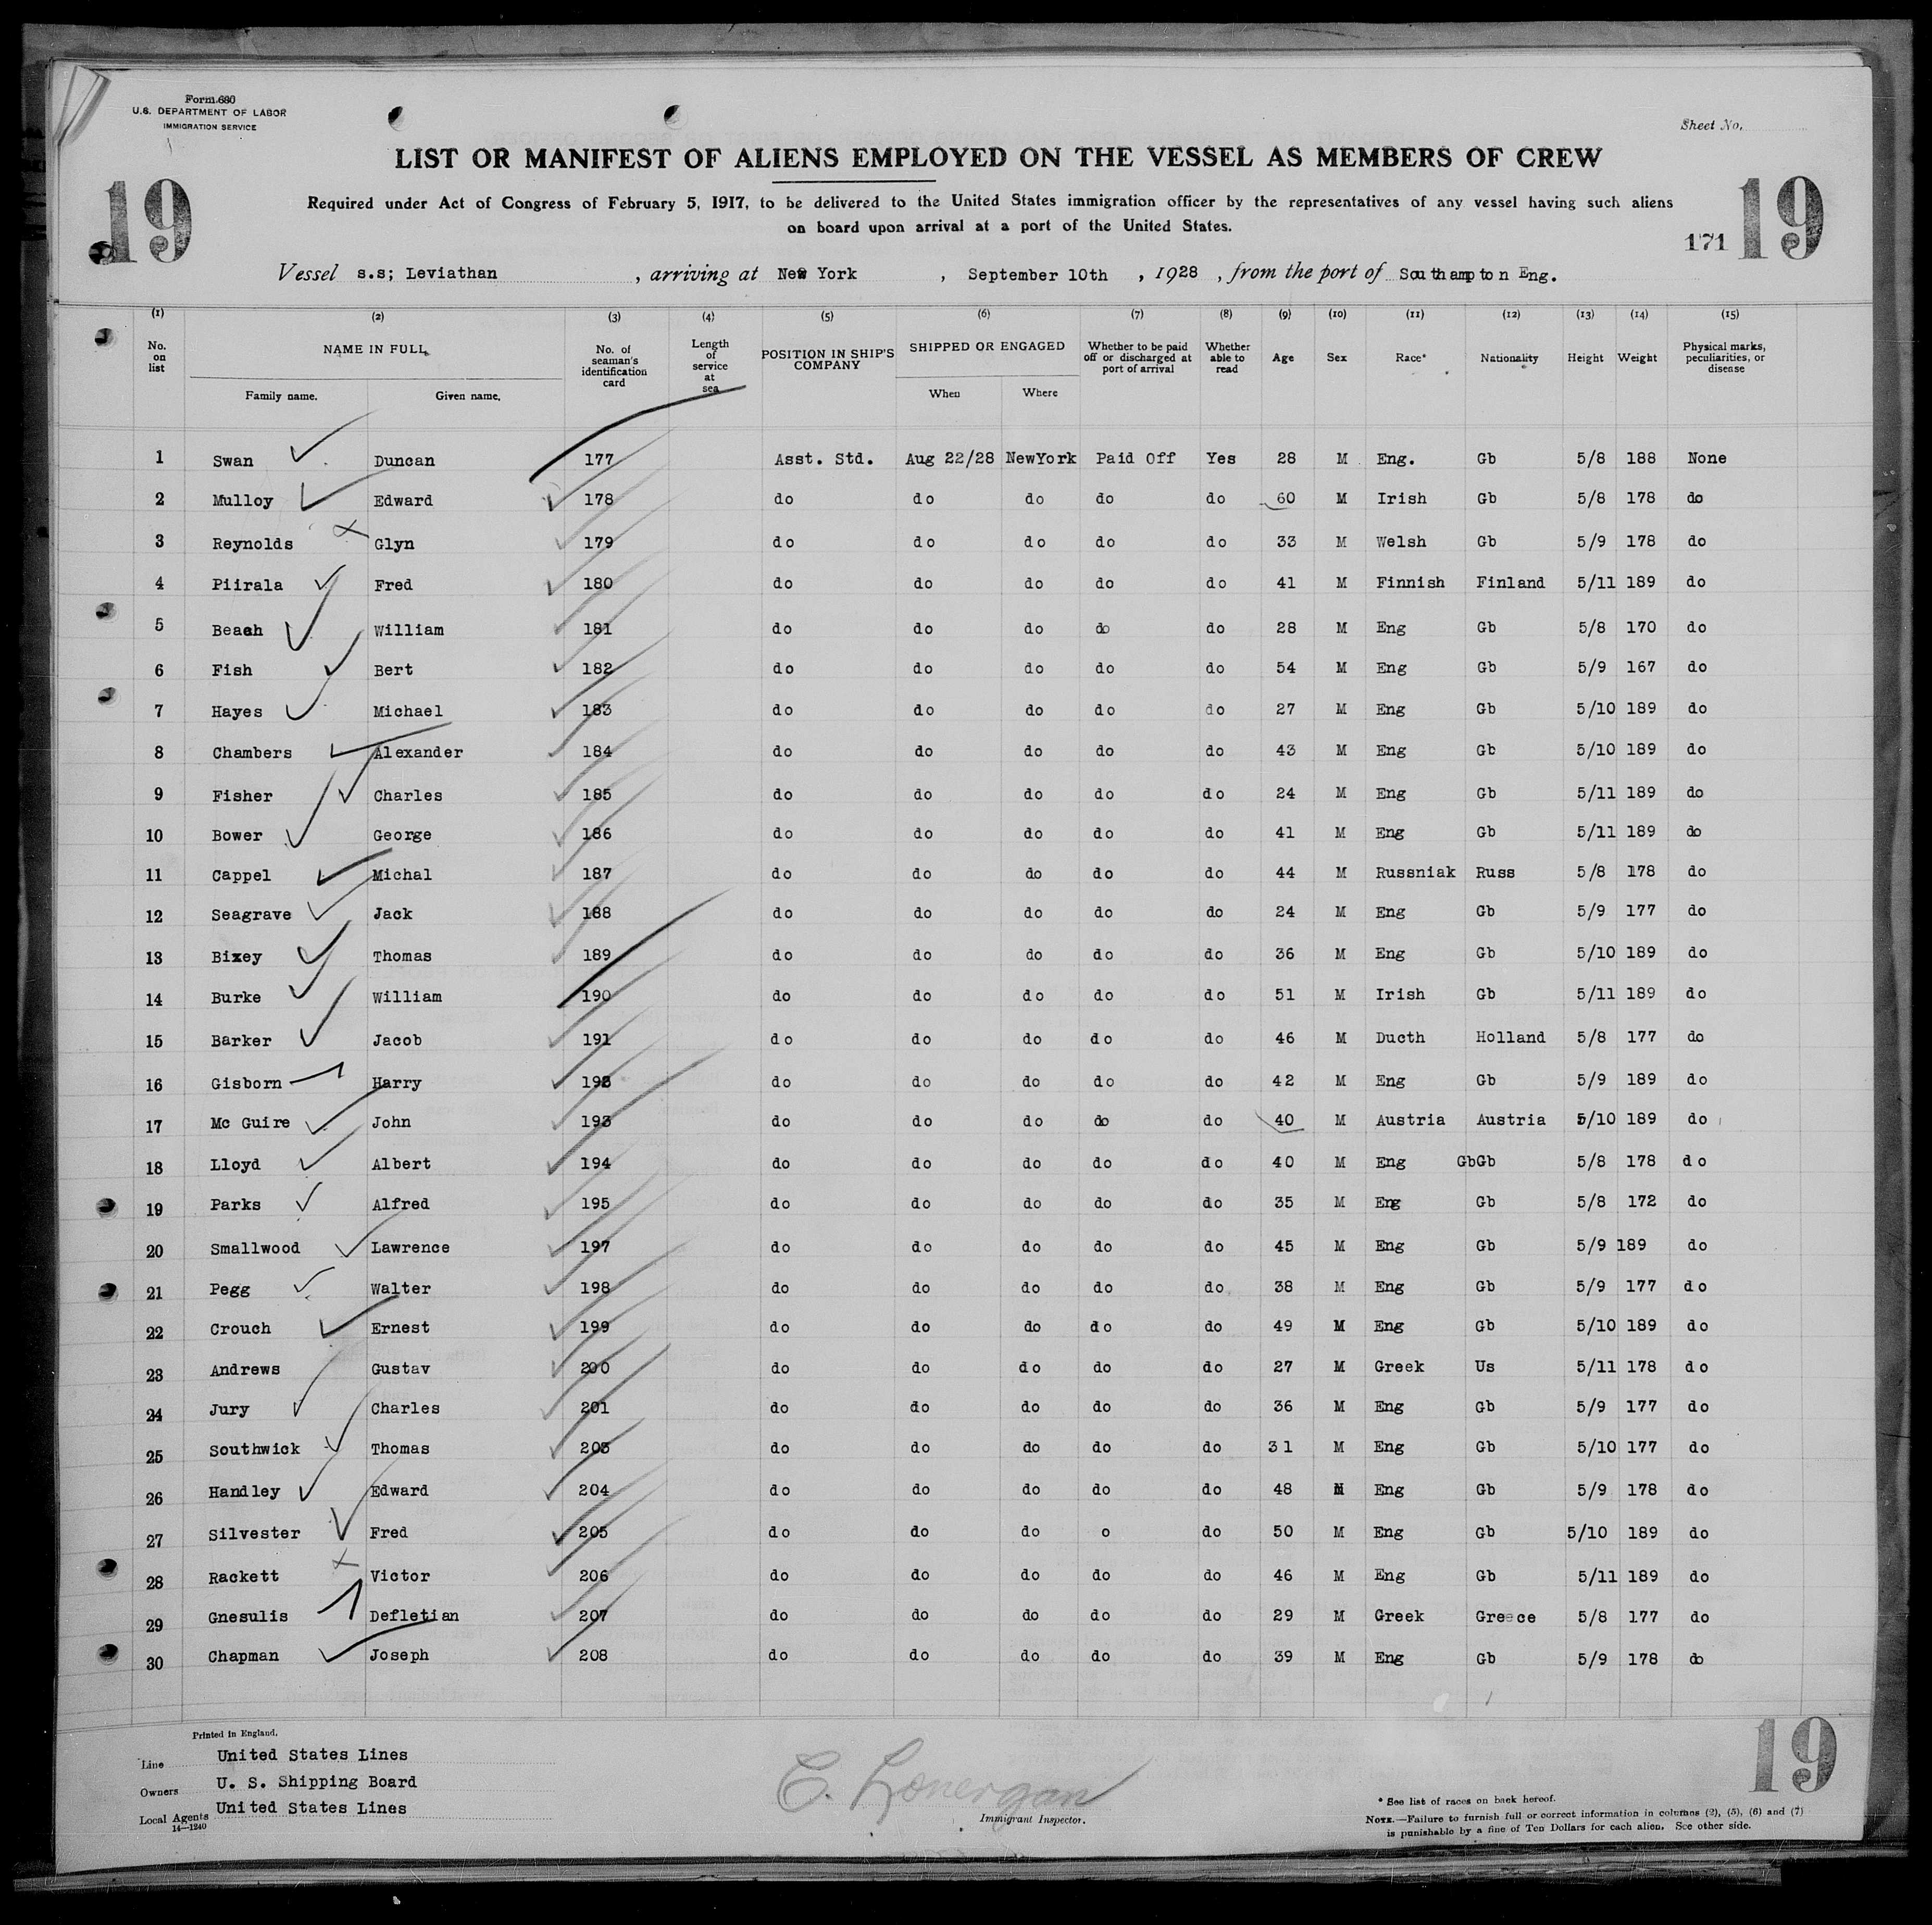 Form 680
U.S. DEPARTMENT OF LABOR
IMMIGRATION SERVICE
Sheet No.
LIST OR MANIFEST OF ALIENS EMPLOYED ON THE VESSEL AS MEMBERS OF CREW
19
19
Required under Act of Congress of February 5, 1917, to be delivered to the United States immigration officer by the representatives of any vessel having such aliens
on board upon arrival at a port of the United States.
171
Vessel s.s; Leviathan , arriving at New York , September 10th , 1928 , from the port of Southampton Eng.
(1) (2) (3) (4) (5) (6) (7) (8) (9) (10) (11) (12) (13) (14) (15)
No. on list NAME IN FULL Family name. Given name. No. of seaman's identification card Length of service at sea POSITION IN SHIP'S COMPANY SHIPPED OR ENGAGED When Where Whether to be paid off or discharged at port of arrival Whether able to read Age Sex Race* Nationality Height Weight Physical marks, peculiarities, or disease
1 Swan Duncan 177 Asst. Std. Aug 22/28 NewYork Paid Off Yes 28 M Eng. Gb 5/8 188 None
2 Mulloy Edward 178 do do do do do 60 M Irish Gb 5/8 178 do
3 Reynolds Glyn 179 do do do do do 33 M Welsh Gb 5/9 178 do
4 Piirala Fred 180 do do do do do 41 M Finnish Finland 5/11 189 do
5 Beach William 181 do do do do do 28 M Eng Gb 5/8 170 do
6 Fish Bert 182 do do do do do 54 M Eng Gb 5/9 167 do
7 Hayes Michael 183 do do do do do 27 M Eng Gb 5/10 189 do
8 Chambers Alexander 184 do do do do do 43 M Eng Gb 5/10 189 do
9 Fisher Charles 185 do do do do do 24 M Eng Gb 5/11 189 do
10 Bower George 186 do do do do do 41 M Eng Gb 5/11 189 do
11 Cappel Michal 187 do do do do do 44 M Russniak Russ 5/8 178 do
12 Seagrave Jack 188 do do do do do 24 M Eng Gb 5/9 177 do
13 Bixey Thomas 189 do do do do do 36 M Eng Gb 5/10 189 do
14 Burke William 190 do do do do do 51 M Irish Gb 5/11 189 do
15 Barker Jacob 191 do do do do do 46 M Ducth Holland 5/8 177 do
16 Gisborn Harry do do do do do 42 M Eng Gb 5/9 189 do
17 Mc Guire John 193 do do do do do 40 M Austria Austria 5/10 189 do
18 Lloyd Albert 194 do do do do do 40 M Eng GbGb 5/8 178 do
19 Parks Alfred 195 do do do do do 35 M Eng Gb 5/8 172 do
20 Smallwood Lawrence 197 do do do do do 45 M Eng Gb 5/9 189 do
21 Pegg Walter 198 do do do do do 38 M Eng Gb 5/9 177 do
22 Crouch Ernest 199 do do do do do 49 M Eng Gb 5/10 189 do
23 Andrews Gustav 200 do do do do do 27 M Greek Us 5/11 178 do
24 Jury Charles 201 do do do do do 36 M Eng Gb 5/9 177 do
25 Southwick Thomas 203 do do do do do 31 M Eng Gb 5/10 177 do
26 Handley Edward 204 do do do do do 48 M Eng Gb 5/9 178 do
27 Silvester Fred 205 do do do o do 50 M Eng Gb 5/10 189 do
28 Rackett Victor 206 do do do do do 46 M Eng Gb 5/11 189 do
29 Gnesulis Defletian 207 do do do do do 29 M Greek Greece 5/8 177 do
30 Chapman Joseph 208 do do do do do 39 M Eng Gb 5/9 178 do
Printed in England.
Line United States Lines
Owners U. S. Shipping Board
Local Agents United States Lines
14—1240
C. Lonergan
Immigrant Inspector.
19
* See list of races on back hereof.
NOTE.—Failure to furnish full or correct information in columns (2), (5), (6) and (7)
is punishable by a fine of Ten Dollars for each alien. See other side.